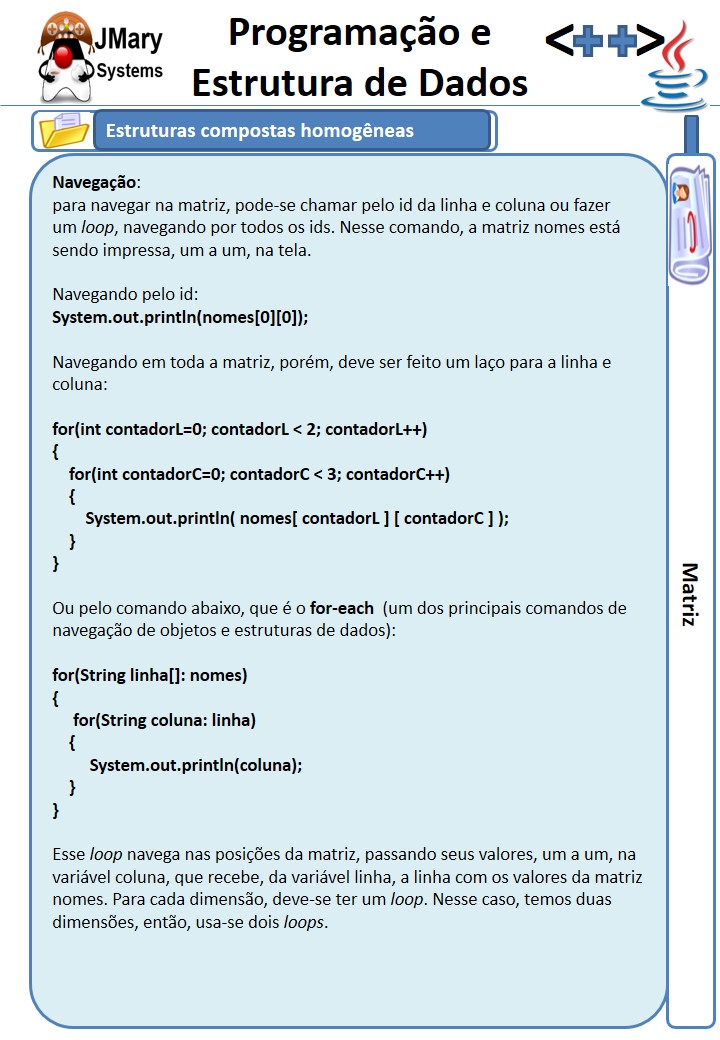 JMary
Systems
Programação e
Estrutura de Dados
<++>
Estruturas compostas homogêneas
Navegação:
para navegar na matriz, pode-se chamar pelo id da linha e coluna ou fazer
um loop, navegando por todos os ids. Nesse comando, a matriz nomes está
sendo impressa, um a um, na tela.
Navegando pelo id:
System.out.println(nomes[0][0]);
Navegando em toda a matriz, porém, deve ser feito um laço para a linha e
coluna:
for(int contadorL=0; contadorL < 2; contadorL++)
{
for(int contadorC=0; contadorC < 3; contadorC++)
{
System.out.println( nomes[ contadorL ] [ contadorC ] );
}
}
Ou pelo comando abaixo, que é o for-each (um dos principais comandos de
navegação de objetos e estruturas de dados):
for(String linha[]: nomes)
{
for(String coluna: linha)
{
System.out.println(coluna);
}
}
Esse loop navega nas posições da matriz, passando seus valores, um a um, na
variável coluna, que recebe, da variável linha, a linha com os valores da matriz
nomes. Para cada dimensão, deve-se ter um loop. Nesse caso, temos duas
dimensões, então, usa-se dois loops.
Matriz